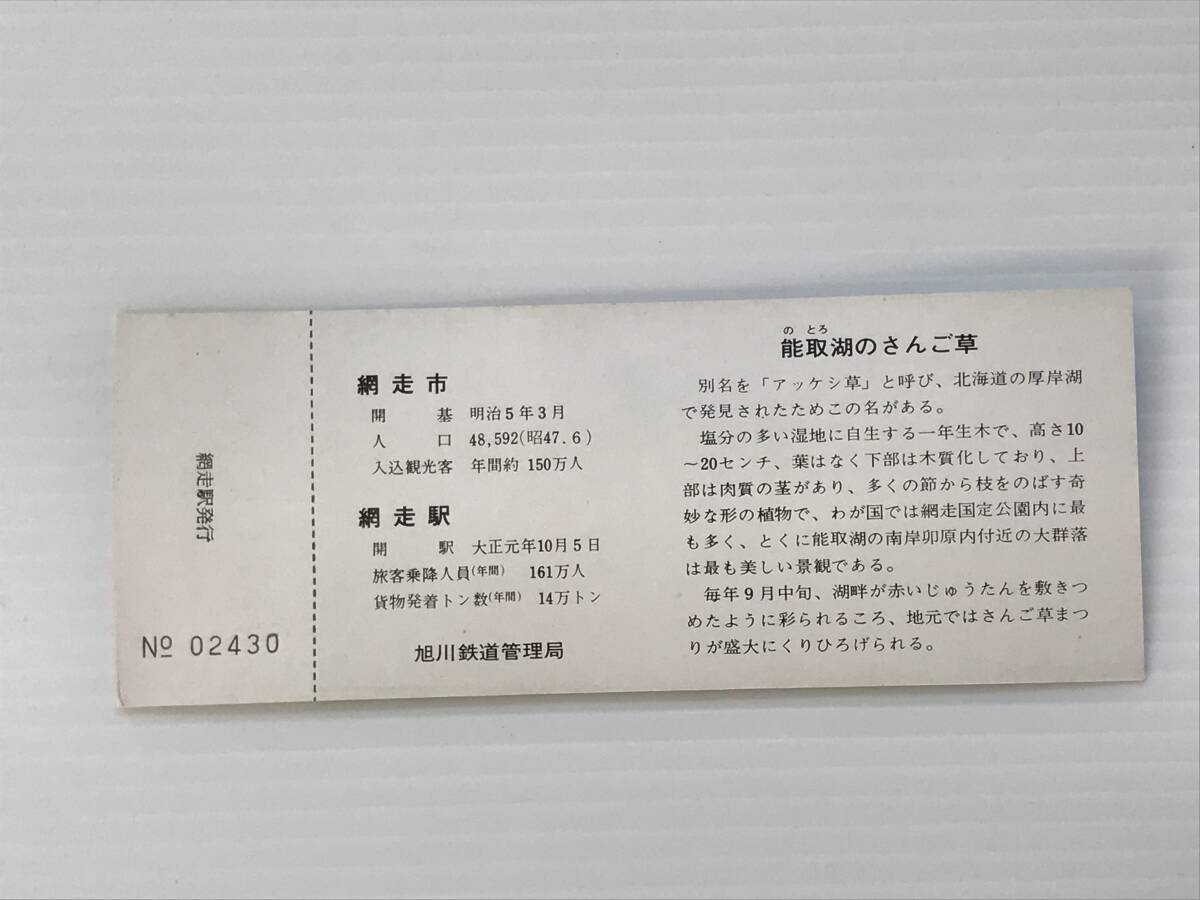 網走駅発行
№ 02430
網走市
開基 明治5年3月
人口 48,592(昭47.6)
入込観光客 年間約 150万人
網走駅
開駅 大正元年10月5日
旅客乗降人員(年間) 161万人
貨物発着トン数(年間) 14万トン
旭川鉄道管理局
の とろ
能取湖のさんご草
別名を「アッケシ草」と呼び、北海道の厚岸湖
で発見されたためこの名がある。
塩分の多い湿地に自生する一年生木で、高さ10
〜20センチ、葉はなく下部は木質化しており、上
部は肉質の茎があり、多くの節から枝をのばす奇
妙な形の植物で、わが国では網走国定公園内に最
も多く、とくに能取湖の南岸卯原内付近の大群落
は最も美しい景観である。
毎年9月中旬、湖畔が赤いじゅうたんを敷きつ
めたように彩られるころ、地元ではさんご草まつ
りが盛大にくりひろげられる。